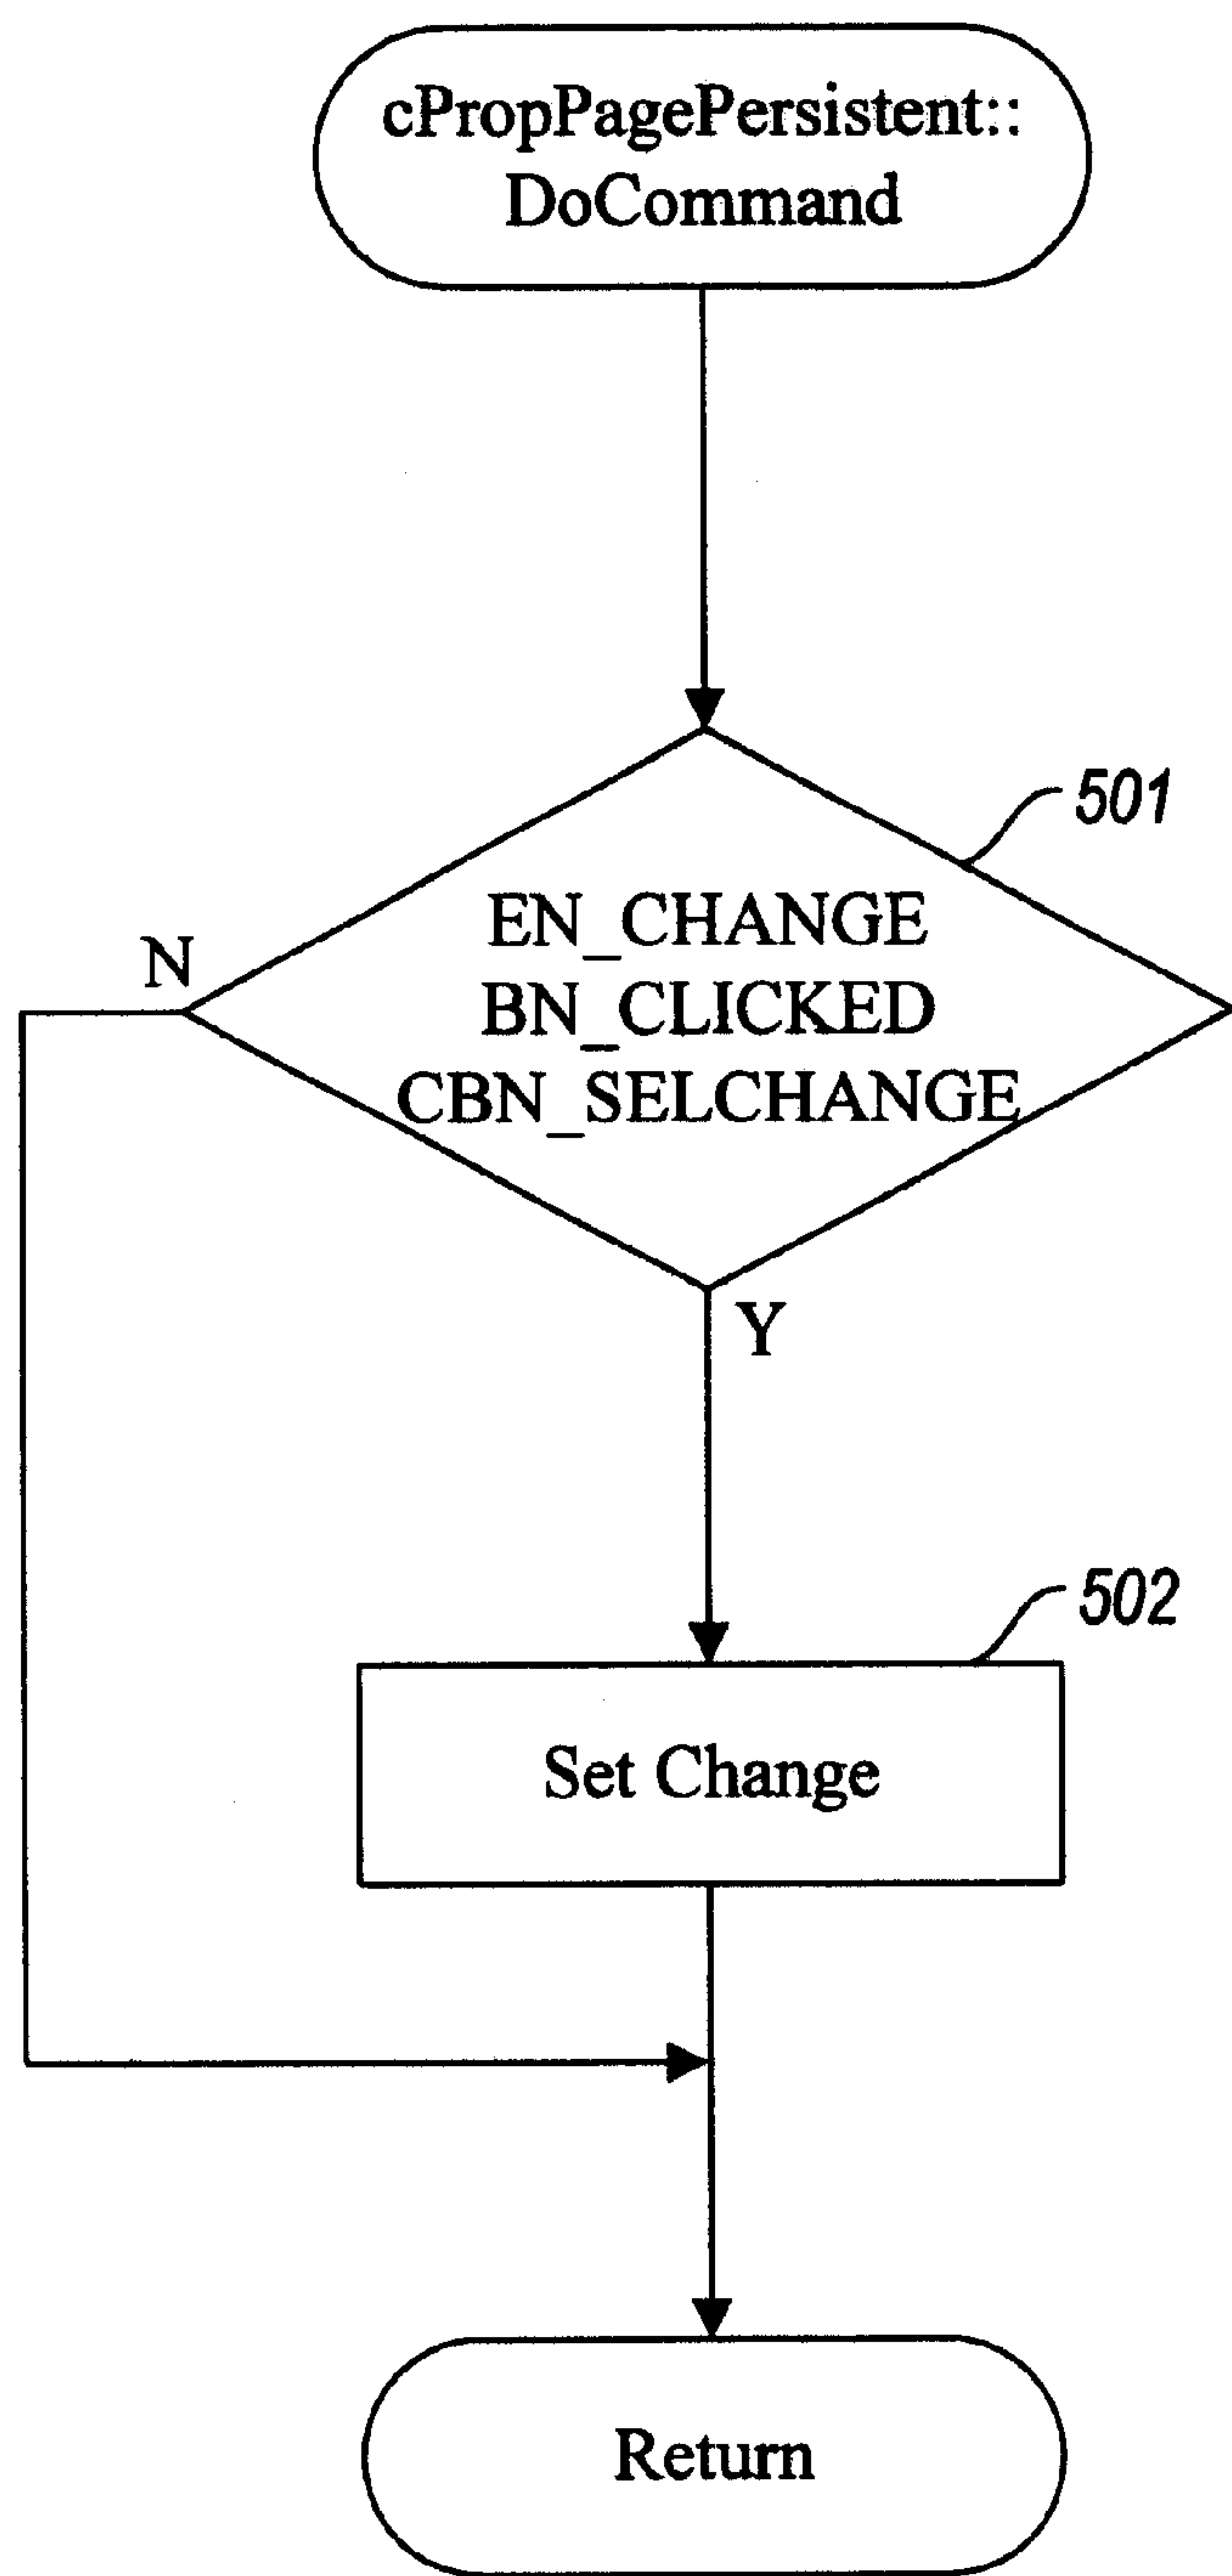 cPropPagePersistent::
DoCommand
501
EN_CHANGE
N
BN_CLICKED
CBN_SELCHANGE
Y
502
Set Change
Return